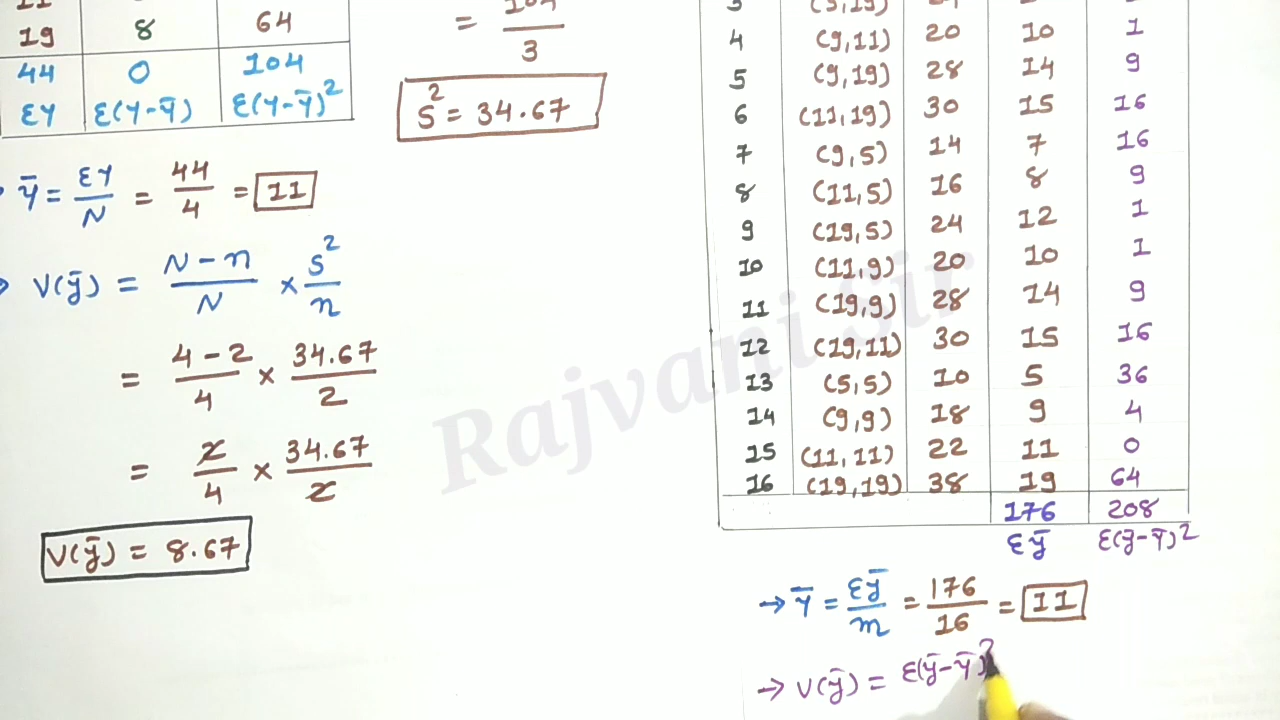 19 8 64
44 0 104
ΣY Σ(Y-Ȳ) Σ(Y-Ȳ)²
Ȳ = ΣY/N = 44/4 = 11
V(ȳ) = N-n/N × S²/n
= 4-2/4 × 34.67/2
= 2/4 × 34.67/2
V(ȳ) = 8.67
= 104/3
S² = 34.67
3 (5,19)
4 (9,11) 20 10 1
5 (9,19) 28 14 9
6 (11,19) 30 15 16
7 (9,5) 14 7 16
8 (11,5) 16 8 9
9 (19,5) 24 12 1
10 (11,9) 20 10 1
11 (19,9) 28 14 9
12 (19,11) 30 15 16
13 (5,5) 10 5 36
14 (9,9) 18 9 4
15 (11,11) 22 11 0
16 (19,19) 38 19 64
176 208
Σȳ Σ(ȳ-Ȳ)²
→ Ȳ = Σȳ/m = 176/16 = 11
→ V(ȳ) = Σ(ȳ-Ȳ)²
Rajvani Sir